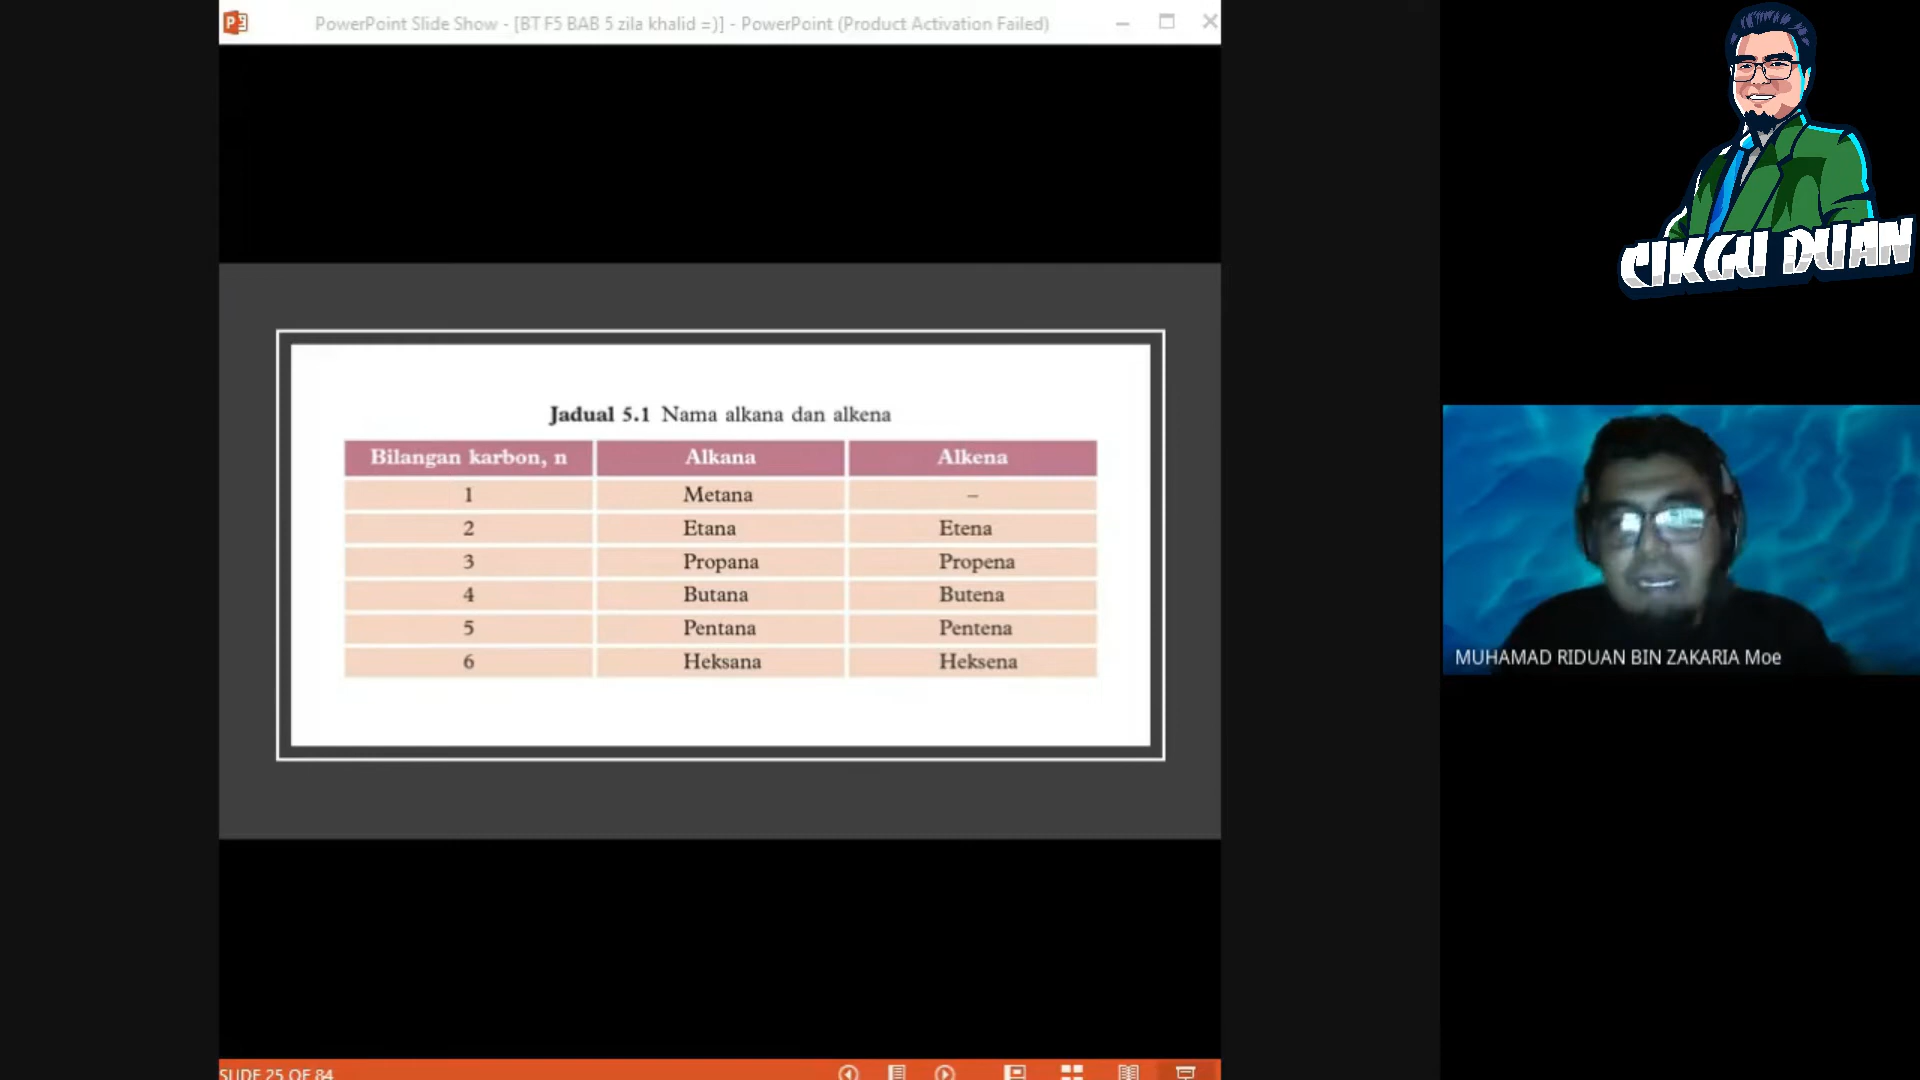 PowerPoint Slide Show - [BT F5 BAB 5 zila khalid =)] - PowerPoint (Product Activation Failed)
CIKGU DUAN
Jadual 5.1 Nama alkana dan alkena
Bilangan karbon, n Alkana Alkena
1 Metana –
2 Etana Etena
3 Propana Propena
4 Butana Butena
5 Pentana Pentena
6 Heksana Heksena
MUHAMAD RIDUAN BIN ZAKARIA Moe
SLIDE 25 OF 84